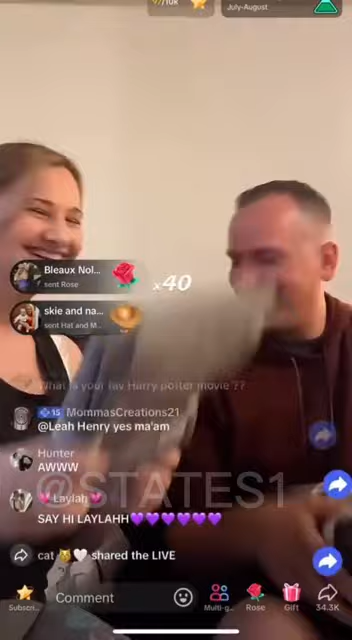 97/10k
July-August
Bleaux Nol...
sent Rose
x40
skie and na...
sent Hat and M...
What is your fav Harry potter movie ??
15 MommasCreations21
@Leah Henry yes ma'am
Hunter
AWWW
@STATES1
💗Laylah💗
SAY HI LAYLAHH💜💜💜💜💜💜
cat 😼🤍 shared the LIVE
Subscri...
Comment
Multi-g...
Rose
Gift
34.3K